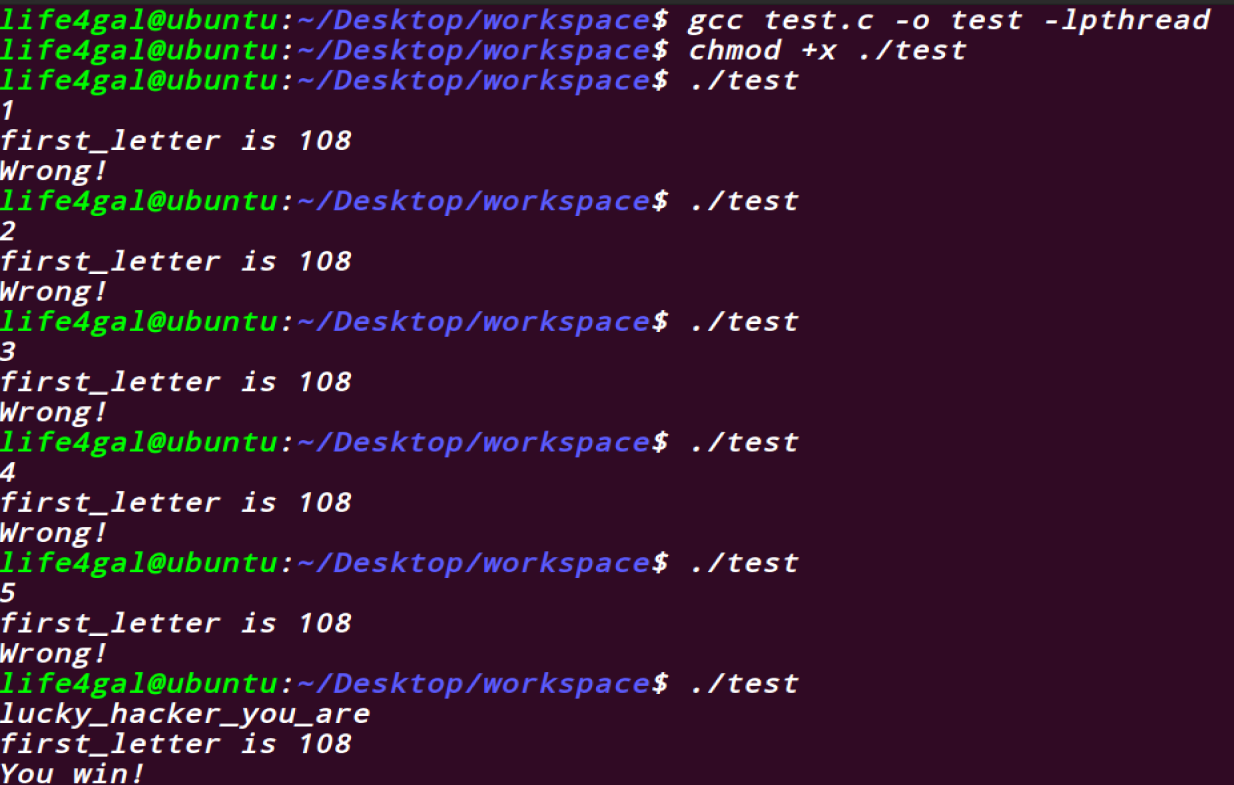 life4gal@ubuntu:~/Desktop/workspace$ gcc test.c -o test -lpthread
life4gal@ubuntu:~/Desktop/workspace$ chmod +x ./test
life4gal@ubuntu:~/Desktop/workspace$ ./test
1
first_letter is 108
Wrong!
life4gal@ubuntu:~/Desktop/workspace$ ./test
2
first_letter is 108
Wrong!
life4gal@ubuntu:~/Desktop/workspace$ ./test
3
first_letter is 108
Wrong!
life4gal@ubuntu:~/Desktop/workspace$ ./test
4
first_letter is 108
Wrong!
life4gal@ubuntu:~/Desktop/workspace$ ./test
5
first_letter is 108
Wrong!
life4gal@ubuntu:~/Desktop/workspace$ ./test
lucky_hacker_you_are
first_letter is 108
You win!